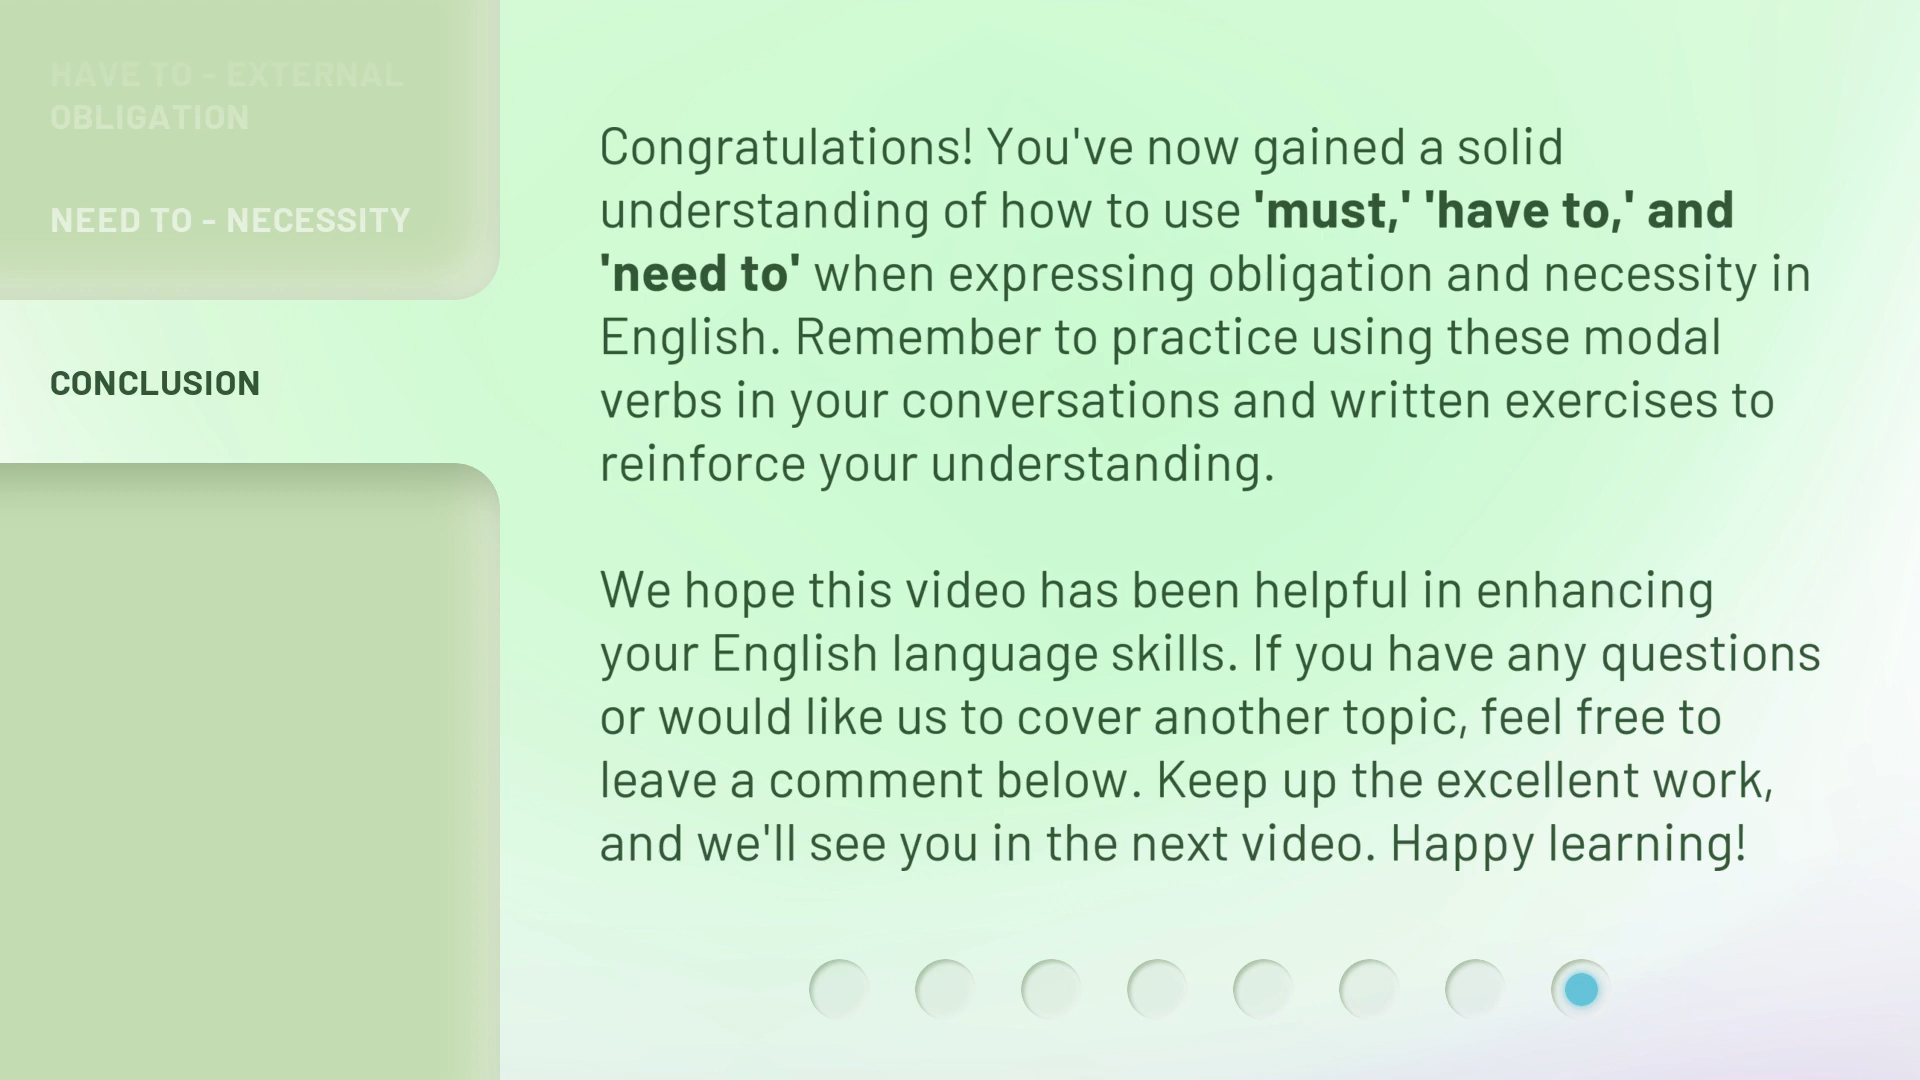 HAVE TO - EXTERNAL
OBLIGATION
NEED TO - NECESSITY
CONCLUSION
Congratulations! You've now gained a solid
understanding of how to use 'must,' 'have to,' and
'need to' when expressing obligation and necessity in
English. Remember to practice using these modal
verbs in your conversations and written exercises to
reinforce your understanding.
We hope this video has been helpful in enhancing
your English language skills. If you have any questions
or would like us to cover another topic, feel free to
leave a comment below. Keep up the excellent work,
and we'll see you in the next video. Happy learning!